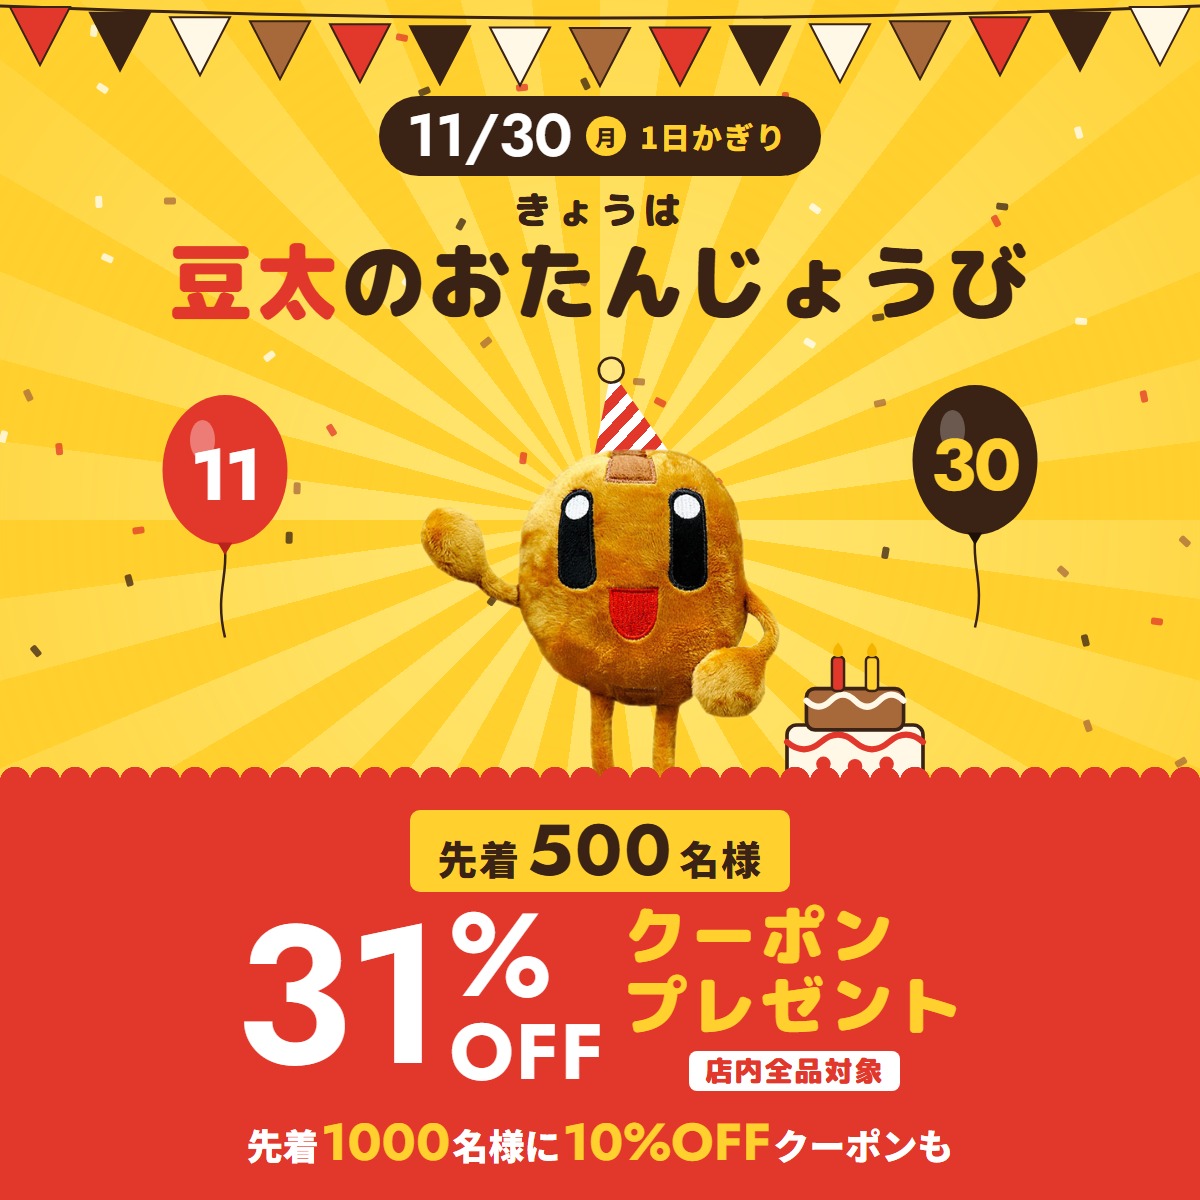 11/30 月 1日かぎり
きょうは
豆太のおたんじょうび
11
30
先着500名様
31%OFF
クーポン
プレゼント
店内全品対象
先着1000名様に10%OFFクーポンも